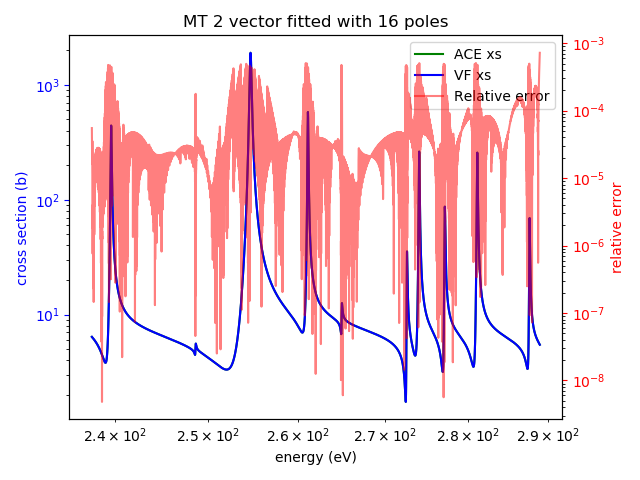 MT 2 vector fitted with 16 poles
ACE xs
VF xs
Relative error
cross section (b)
10³
10²
10¹
10⁻³
10⁻⁴
10⁻⁵
10⁻⁶
10⁻⁷
10⁻⁸
relative error
2.4 × 10² 2.5 × 10² 2.6 × 10² 2.7 × 10² 2.8 × 10² 2.9 × 10²
energy (eV)